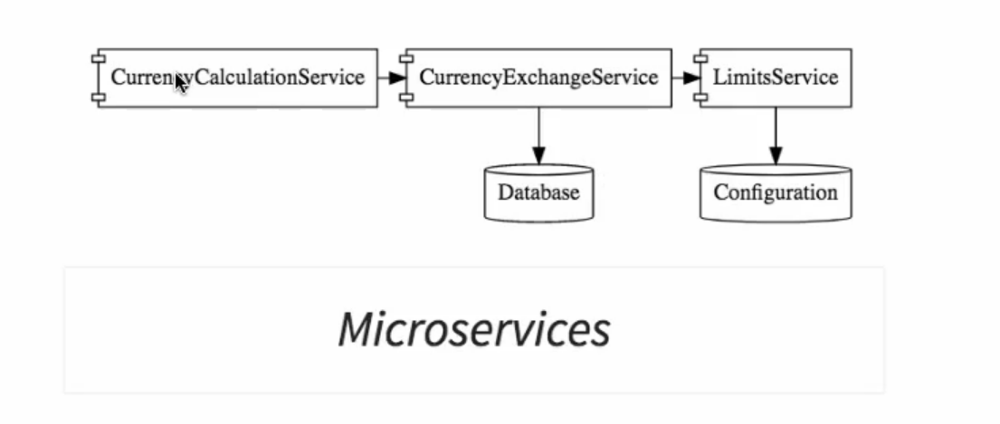 CurrencyCalculationService
CurrencyExchangeService
LimitsService
Database
Configuration
Microservices